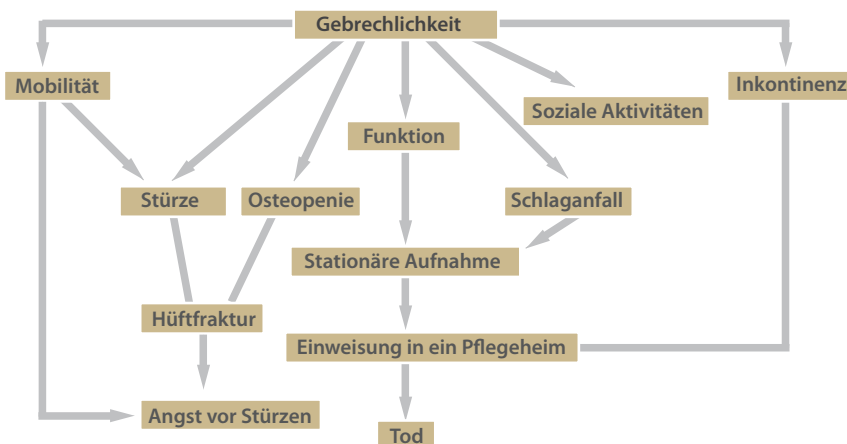 Gebrechlichkeit
Mobilität
Inkontinenz
Soziale Aktivitäten
Funktion
Stürze
Osteopenie
Schlaganfall
Stationäre Aufnahme
Hüftfraktur
Einweisung in ein Pflegeheim
Angst vor Stürzen
Tod